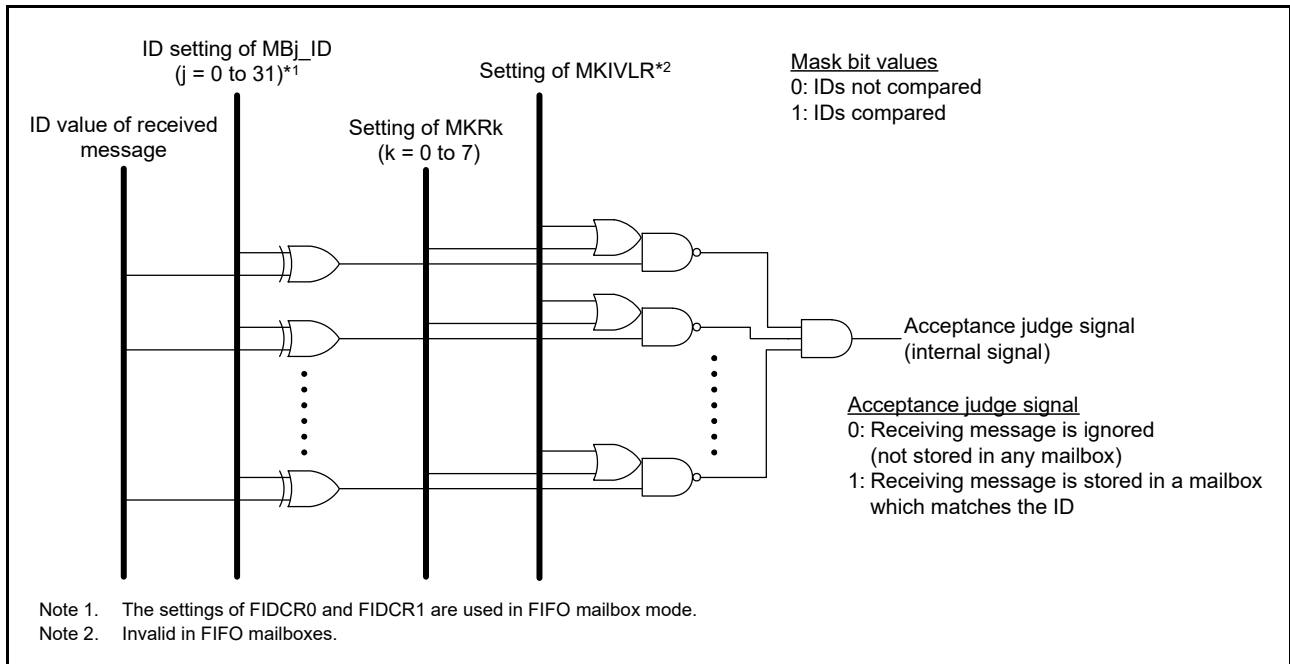 ID setting of MBj_ID
(j = 0 to 31)*1
Setting of MKIVLR*2
Mask bit values
0: IDs not compared
1: IDs compared
ID value of received
message
Setting of MKRk
(k = 0 to 7)
Acceptance judge signal
(internal signal)
Acceptance judge signal
0: Receiving message is ignored
(not stored in any mailbox)
1: Receiving message is stored in a mailbox
which matches the ID
Note 1. The settings of FIDCR0 and FIDCR1 are used in FIFO mailbox mode.
Note 2. Invalid in FIFO mailboxes.